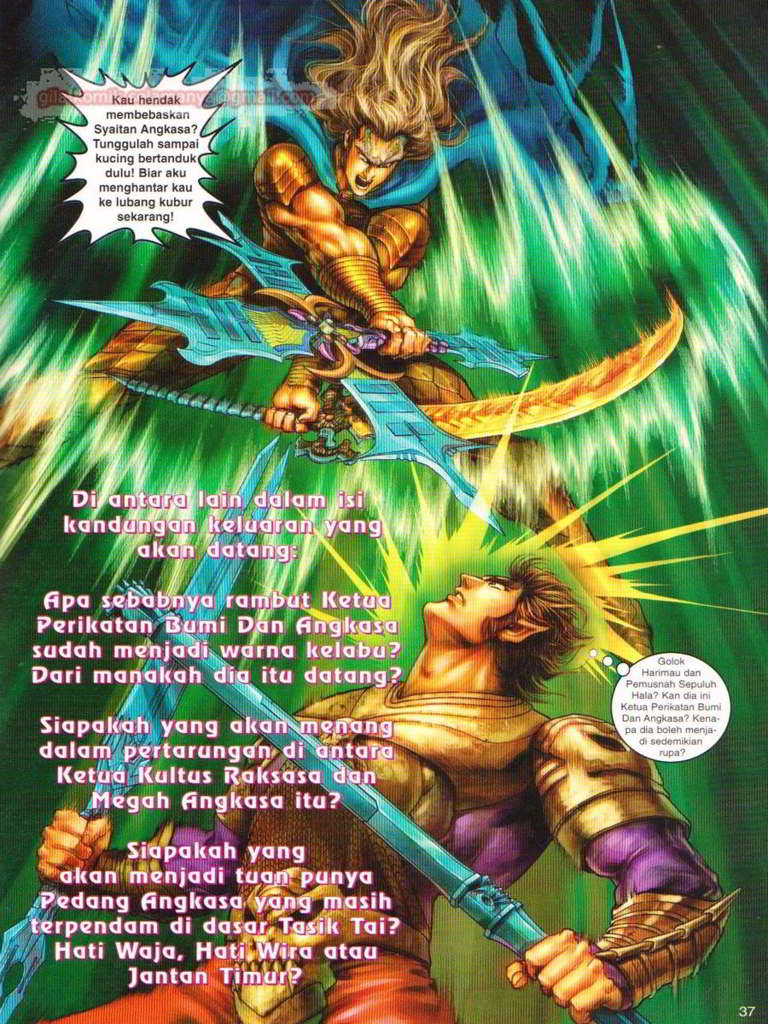 Kau hendak
membebaskan
Syaitan Angkasa?
Tunggulah sampai
kucing bertanduk
dulu! Biar aku
menghantar kau
ke lubang kubur
sekarang!
Di antara lain dalam isi
kandungan keluaran yang
akan datang:
Apa sebabnya rambut Ketua
Perikatan Bumi Dan Angkasa
sudah menjadi warna kelabu?
Dari manakah dia itu datang?
Siapakah yang akan menang
dalam pertarungan di antara
Ketua Kultus Raksasa dan
Megah Angkasa itu?
Siapakah yang
akan menjadi tuan punya
Pedang Angkasa yang masih
terpendam di dasar Tasik Tai?
Hati Waja, Hati Wira atau
Jantan Timur?
Golok
Harimau dan
Pemusnah Sepuluh
Hala? Kan dia ini
Ketua Perikatan Bumi
Dan Angkasa? Kena-
pa dia boleh menja-
di sedemikian
rupa?
37